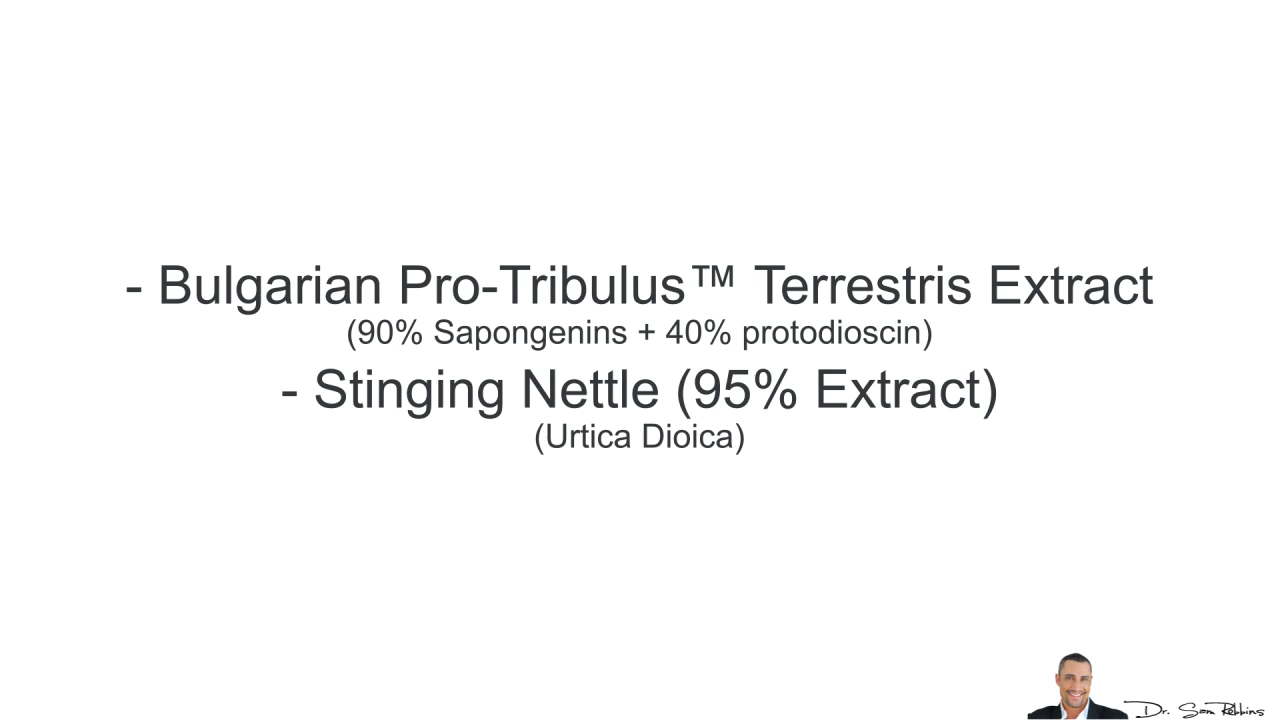 - Bulgarian Pro-Tribulus™ Terrestris Extract
(90% Sapongenins + 40% protodioscin)
- Stinging Nettle (95% Extract)
(Urtica Dioica)
Dr. Sam Robbins